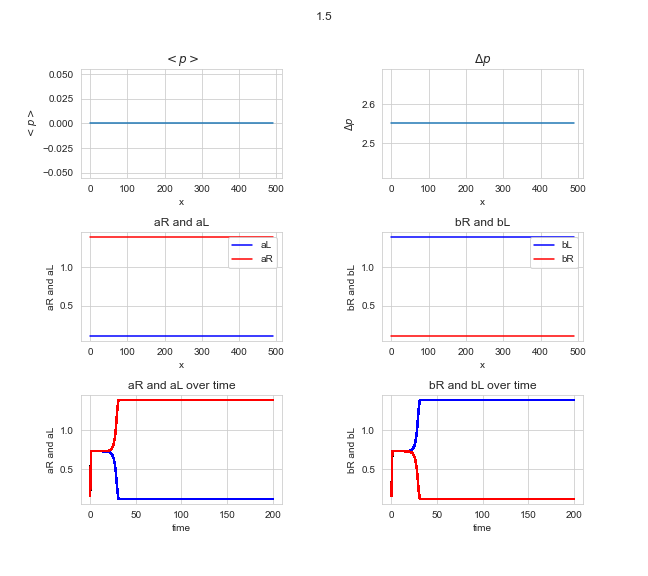 1.5
< p >
Δp
0.050
0.025
0.000
−0.025
−0.050
< p >
0 100 200 300 400 500
x
2.6
2.5
Δp
0 100 200 300 400 500
x
aR and aL
bR and bL
1.0
0.5
aR and aL
aL
aR
0 100 200 300 400 500
x
1.0
0.5
bR and bL
bL
bR
0 100 200 300 400 500
x
aR and aL over time
bR and bL over time
1.0
0.5
aR and aL
0 50 100 150 200
time
1.0
0.5
bR and bL
0 50 100 150 200
time